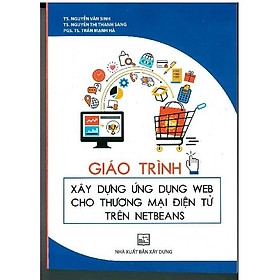 TS. NGUYỄN VĂN SINH
TS. NGUYỄN THỊ THANH SANG
PGS. TS. TRẦN MẠNH HÀ
GIÁO TRÌNH
XÂY DỰNG ỨNG DỤNG WEB
CHO THƯƠNG MẠI ĐIỆN TỬ
TRÊN NETBEANS
NHÀ XUẤT BẢN XÂY DỰNG